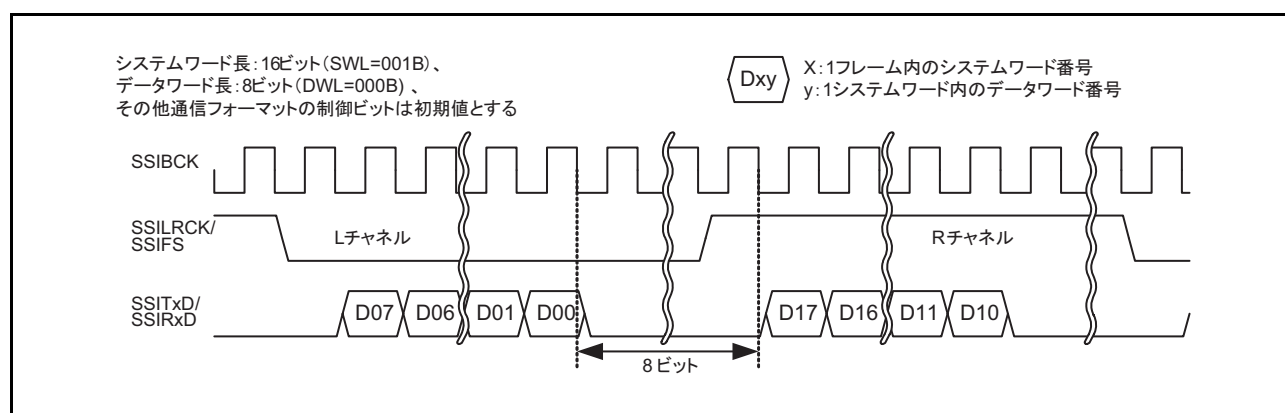 システムワード長:16ビット(SWL=001B)、
データワード長:8ビット(DWL=000B) 、
その他通信フォーマットの制御ビットは初期値とする
Dxy
X:1フレーム内のシステムワード番号
y:1システムワード内のデータワード番号
SSIBCK
SSILRCK/
SSIFS
Lチャネル
Rチャネル
SSITxD/
SSIRxD
D07 D06 D01 D00 D17 D16 D11 D10
8 ビット